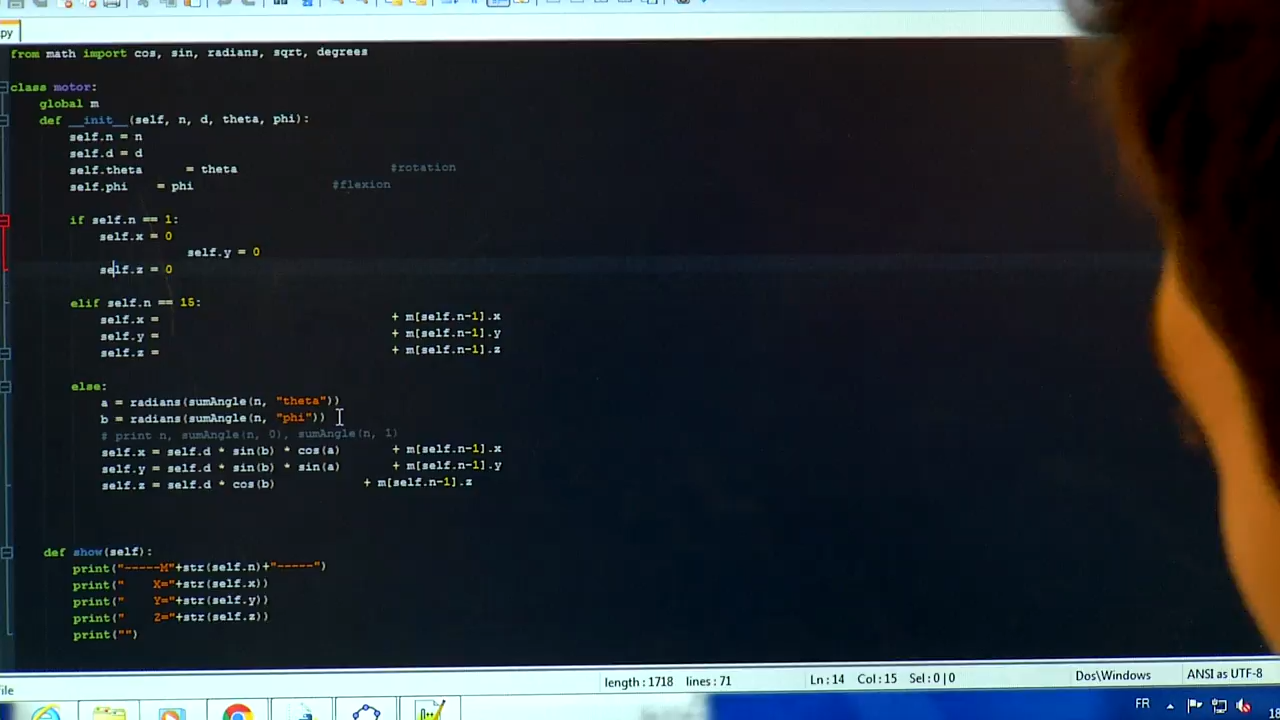 py
from math import cos, sin, radians, sqrt, degrees
class motor:
global m
def __init__(self, n, d, theta, phi):
self.n = n
self.d = d
self.theta = theta #rotation
self.phi = phi #flexion
if self.n == 1:
self.x = 0
self.y = 0
self.z = 0
elif self.n == 15:
self.x = + m[self.n-1].x
self.y = + m[self.n-1].y
self.z = + m[self.n-1].z
else:
a = radians(sumAngle(n, "theta"))
b = radians(sumAngle(n, "phi"))
# print n, sumAngle(n, 0), sumAngle(n, 1)
self.x = self.d * sin(b) * cos(a) + m[self.n-1].x
self.y = self.d * sin(b) * sin(a) + m[self.n-1].y
self.z = self.d * cos(b) + m[self.n-1].z
def show(self):
print("-----M"+str(self.n)+"-----")
print(" X="+str(self.x))
print(" Y="+str(self.y))
print(" Z="+str(self.z))
print("")
file length : 1718 lines : 71 Ln : 14 Col : 15 Sel : 0 | 0 Dos\Windows ANSI as UTF-8
FR
18